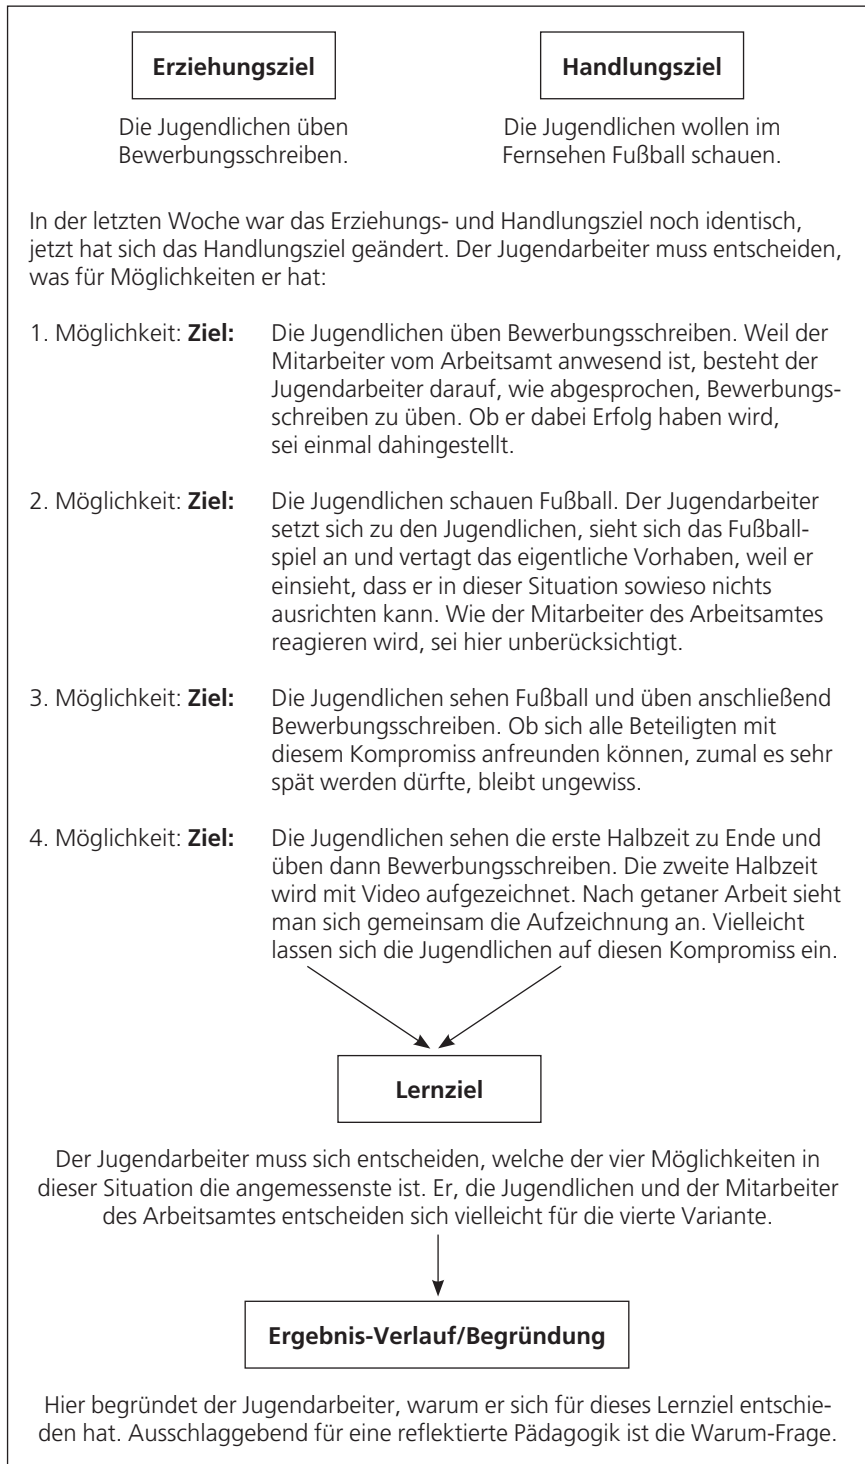 Erziehungsziel
Handlungsziel
Die Jugendlichen üben
Bewerbungsschreiben.
Die Jugendlichen wollen im
Fernsehen Fußball schauen.
In der letzten Woche war das Erziehungs- und Handlungsziel noch identisch,
jetzt hat sich das Handlungsziel geändert. Der Jugendarbeiter muss entscheiden,
was für Möglichkeiten er hat:
1. Möglichkeit: Ziel: Die Jugendlichen üben Bewerbungsschreiben. Weil der
Mitarbeiter vom Arbeitsamt anwesend ist, besteht der
Jugendarbeiter darauf, wie abgesprochen, Bewerbungs-
schreiben zu üben. Ob er dabei Erfolg haben wird,
sei einmal dahingestellt.
2. Möglichkeit: Ziel: Die Jugendlichen schauen Fußball. Der Jugendarbeiter
setzt sich zu den Jugendlichen, sieht sich das Fußball-
spiel an und vertagt das eigentliche Vorhaben, weil er
einsieht, dass er in dieser Situation sowieso nichts
ausrichten kann. Wie der Mitarbeiter des Arbeitsamtes
reagieren wird, sei hier unberücksichtigt.
3. Möglichkeit: Ziel: Die Jugendlichen sehen Fußball und üben anschließend
Bewerbungsschreiben. Ob sich alle Beteiligten mit
diesem Kompromiss anfreunden können, zumal es sehr
spät werden dürfte, bleibt ungewiss.
4. Möglichkeit: Ziel: Die Jugendlichen sehen die erste Halbzeit zu Ende und
üben dann Bewerbungsschreiben. Die zweite Halbzeit
wird mit Video aufgezeichnet. Nach getaner Arbeit sieht
man sich gemeinsam die Aufzeichnung an. Vielleicht
lassen sich die Jugendlichen auf diesen Kompromiss ein.
Lernziel
Der Jugendarbeiter muss sich entscheiden, welche der vier Möglichkeiten in
dieser Situation die angemessenste ist. Er, die Jugendlichen und der Mitarbeiter
des Arbeitsamtes entscheiden sich vielleicht für die vierte Variante.
Ergebnis-Verlauf/Begründung
Hier begründet der Jugendarbeiter, warum er sich für dieses Lernziel entschie-
den hat. Ausschlaggebend für eine reflektierte Pädagogik ist die Warum-Frage.